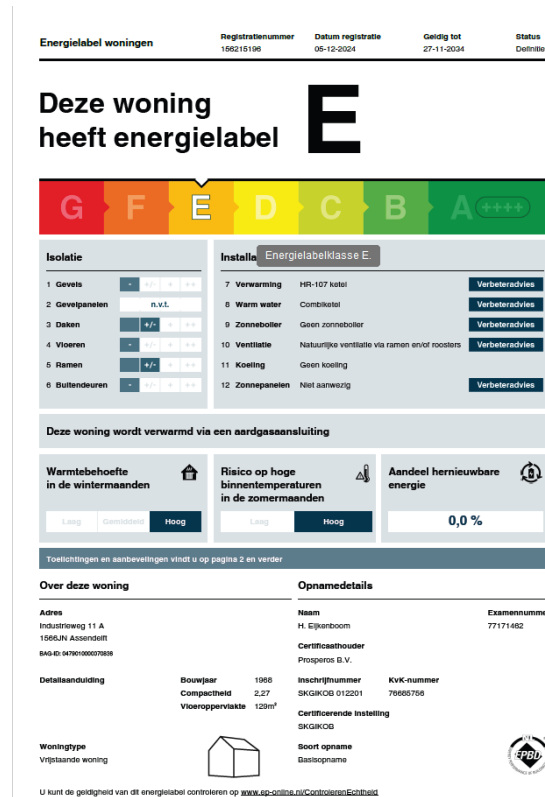 Energielabel woningen
Registratienummer
156215196
Datum registratie
05-12-2024
Geldig tot
27-11-2034
Status
Deze woning
heeft energielabel
E
G F E D C B A ++++
Energielabelklasse E.
Isolatie
1 Gevels - +/- + ++
2 Gevelpanelen n.v.t.
3 Daken +/- + ++
4 Vloeren - +/- + ++
5 Ramen +/- + ++
6 Buitendeuren - +/- + ++
7 Verwarming HR-107 ketel Verbeteradvies
8 Warm water Combiketel Verbeteradvies
9 Zonneboiler Geen zonneboiler Verbeteradvies
10 Ventilatie Natuurlijke ventilatie via ramen en/of roosters Verbeteradvies
11 Koeling Geen koeling
12 Zonnepanelen Niet aanwezig Verbeteradvies
Deze woning wordt verwarmd via een aardgasaansluiting
Warmtebehoefte
in de wintermaanden
Laag Gemiddeld Hoog
Risico op hoge
binnentemperaturen
in de zomermaanden
Laag Hoog
Aandeel hernieuwbare
energie
0,0 %
Toelichtingen en aanbevelingen vindt u op pagina 2 en verder
Over deze woning
Adres
Industrieweg 11 A
1566JN Assendelft
BAG-ID: 0479010000370838
Detailaanduiding
Bouwjaar 1968
Compactheid 2,27
Vloeroppervlakte 129m²
Woningtype
Vrijstaande woning
Opnamedetails
Naam
H. Eijkenboom
Examennummer
77171462
Certificaathouder
Prosperos B.V.
Inschrijfnummer
SKGIKOB 012201
KvK-nummer
76685756
Certificerende instelling
SKGIKOB
Soort opname
Basisopname
EPBD
U kunt de geldigheid van dit energielabel controleren op www.ep-online.nl/ControlerenEchtheid